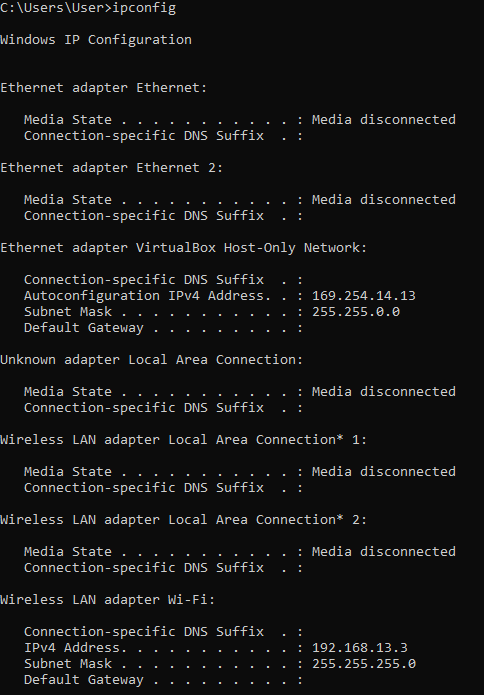 C:\Users\User>ipconfig
Windows IP Configuration
Ethernet adapter Ethernet:
Media State . . . . . . . . . . . : Media disconnected
Connection-specific DNS Suffix  . :
Ethernet adapter Ethernet 2:
Media State . . . . . . . . . . . : Media disconnected
Connection-specific DNS Suffix  . :
Ethernet adapter VirtualBox Host-Only Network:
Connection-specific DNS Suffix  . :
Autoconfiguration IPv4 Address. . : 169.254.14.13
Subnet Mask . . . . . . . . . . . : 255.255.0.0
Default Gateway . . . . . . . . . :
Unknown adapter Local Area Connection:
Media State . . . . . . . . . . . : Media disconnected
Connection-specific DNS Suffix  . :
Wireless LAN adapter Local Area Connection* 1:
Media State . . . . . . . . . . . : Media disconnected
Connection-specific DNS Suffix  . :
Wireless LAN adapter Local Area Connection* 2:
Media State . . . . . . . . . . . : Media disconnected
Connection-specific DNS Suffix  . :
Wireless LAN adapter Wi-Fi:
Connection-specific DNS Suffix  . :
IPv4 Address. . . . . . . . . . . : 192.168.13.3
Subnet Mask . . . . . . . . . . . : 255.255.255.0
Default Gateway . . . . . . . . . :